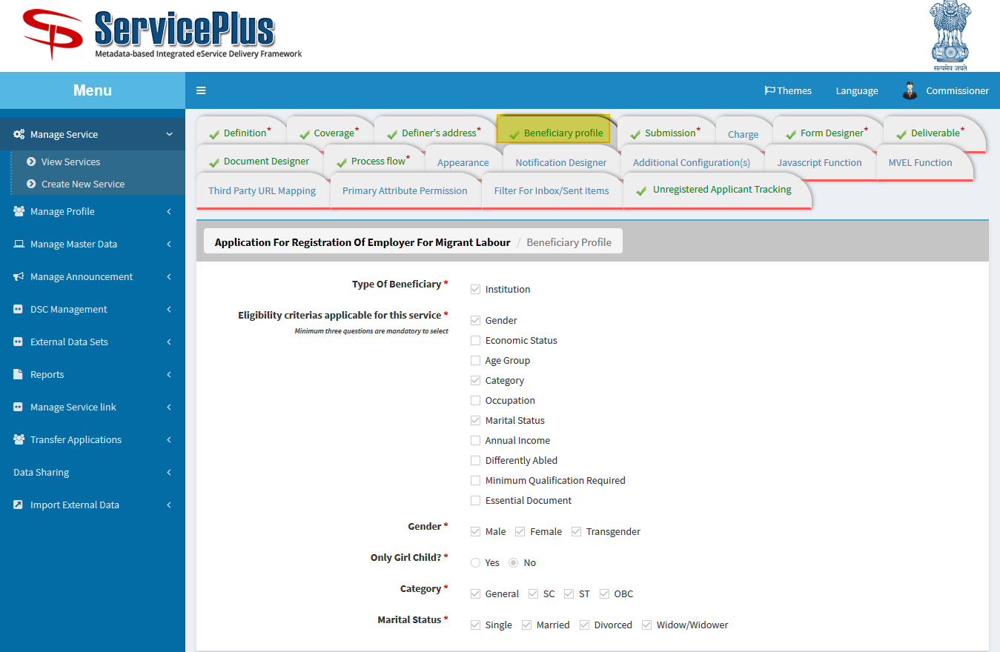 ServicePlus
Metadata-based Integrated eService Delivery Framework
सत्यमेव जयते
Menu
Themes Language Commissioner
Manage Service
View Services
Create New Service
Manage Profile
Manage Master Data
Manage Announcement
DSC Management
External Data Sets
Reports
Manage Service link
Transfer Applications
Data Sharing
Import External Data
Definition* Coverage* Definer's address* Beneficiary profile Submission* Charge Form Designer* Deliverable*
Document Designer Process flow* Appearance Notification Designer Additional Configuration(s) Javascript Function MVEL Function
Third Party URL Mapping Primary Attribute Permission Filter For Inbox/Sent Items Unregistered Applicant Tracking
Application For Registration Of Employer For Migrant Labour / Beneficiary Profile
Type Of Beneficiary * Institution
Eligibility criterias applicable for this service * Gender
Minimum three questions are mandatory to select
Economic Status
Age Group
Category
Occupation
Marital Status
Annual Income
Differently Abled
Minimum Qualification Required
Essential Document
Gender * Male Female Transgender
Only Girl Child? * Yes No
Category * General SC ST OBC
Marital Status * Single Married Divorced Widow/Widower